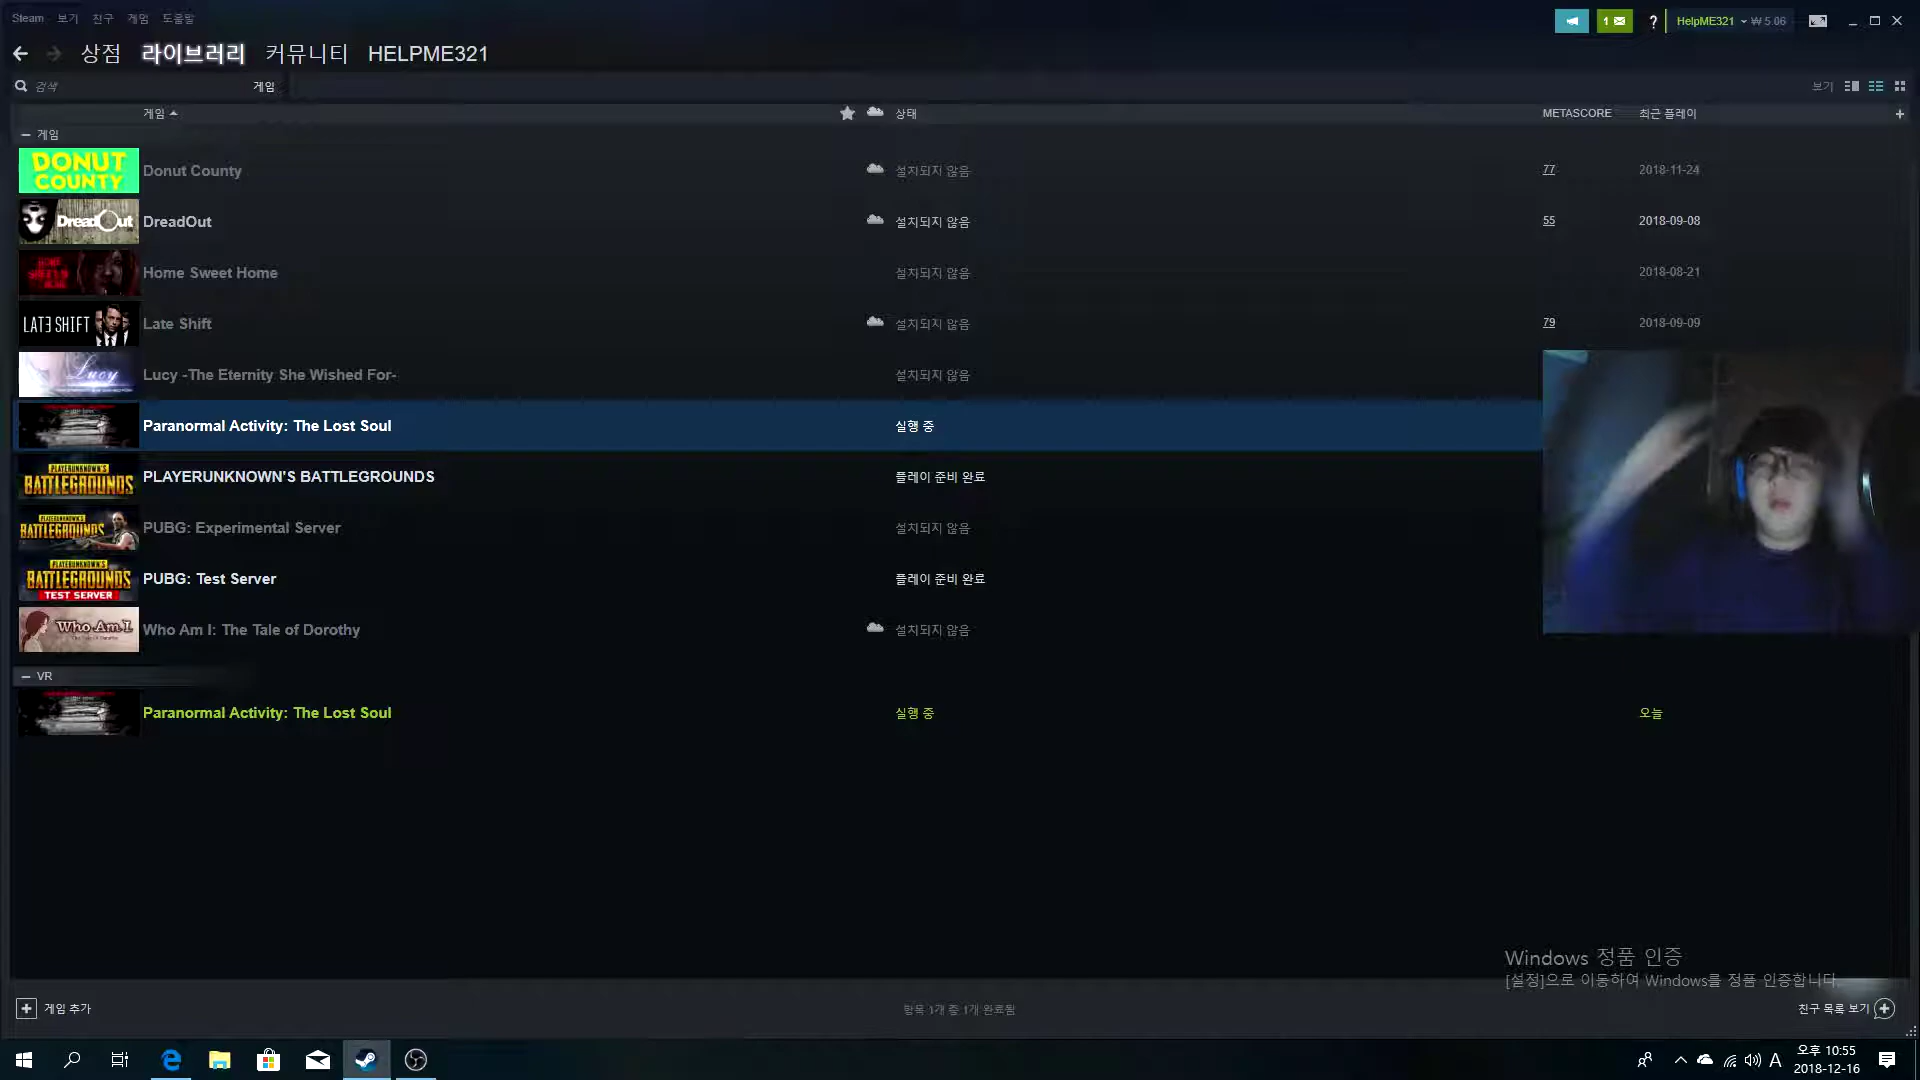 Steam 보기 친구 게임 도움말
1 ? HelpME321 ₩ 5.06
상점 라이브러리 커뮤니티 HELPME321
검색 게임 보기
게임 상태 METASCORE 최근 플레이
게임
DONUT COUNTY Donut County 설치되지 않음 77 2018-11-24
DreadOut DreadOut 설치되지 않음 55 2018-09-08
HOME SWEET HOME Home Sweet Home 설치되지 않음 2018-08-21
LATE SHIFT Late Shift 설치되지 않음 79 2018-09-09
Lucy Lucy -The Eternity She Wished For- 설치되지 않음
Paranormal Activity: The Lost Soul 실행 중
PLAYERUNKNOWN'S BATTLEGROUNDS PLAYERUNKNOWN'S BATTLEGROUNDS 플레이 준비 완료
PLAYERUNKNOWN'S BATTLEGROUNDS PUBG: Experimental Server 설치되지 않음
PLAYERUNKNOWN'S BATTLEGROUNDS TEST SERVER PUBG: Test Server 플레이 준비 완료
Who Am I Who Am I: The Tale of Dorothy 설치되지 않음
VR
Paranormal Activity: The Lost Soul 실행 중 오늘
Windows 정품 인증
[설정]으로 이동하여 Windows를 정품 인증합니다.
게임 추가 항목 1개 중 1개 완료됨 친구 목록 보기
A 오후 10:55
2018-12-16